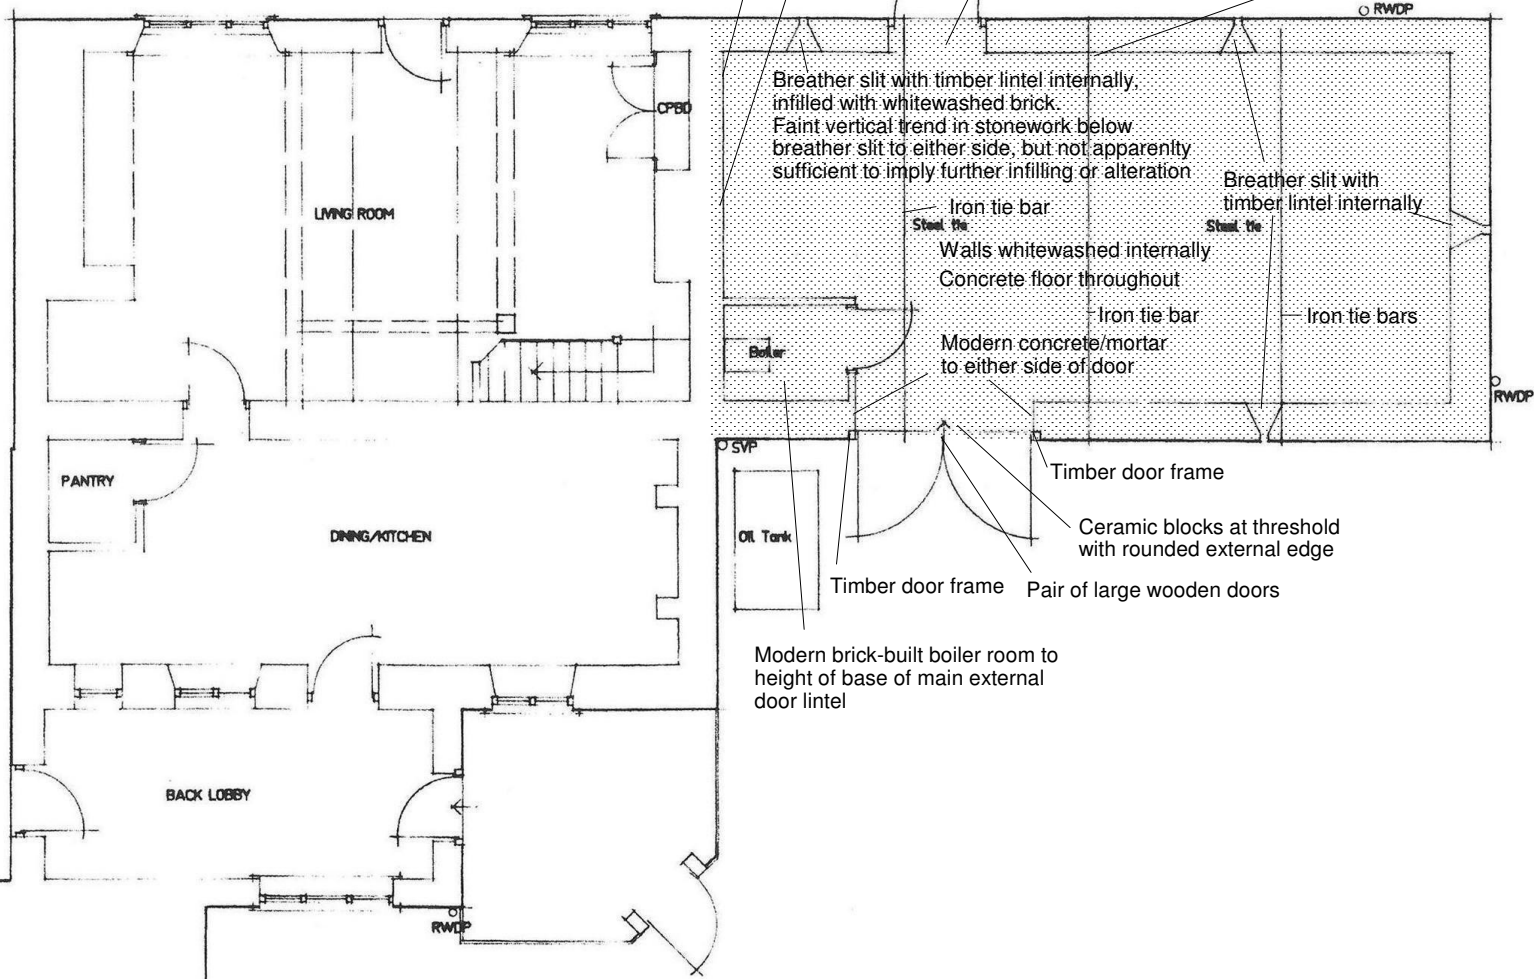 RWDP
Breather slit with timber lintel internally,
infilled with whitewashed brick.
Faint vertical trend in stonework below
breather slit to either side, but not apparenlty
sufficient to imply further infilling or alteration
CPBD
Breather slit with
timber lintel internally
LIVING ROOM
Iron tie bar
Steel tie
Steel tie
Walls whitewashed internally
Concrete floor throughout
Iron tie bar
Iron tie bars
Modern concrete/mortar
to either side of door
Boiler
RWDP
SVP
PANTRY
Timber door frame
DINING/KITCHEN
Oil Tank
Ceramic blocks at threshold
with rounded external edge
Timber door frame
Pair of large wooden doors
Modern brick-built boiler room to
height of base of main external
door lintel
BACK LOBBY
RWDP